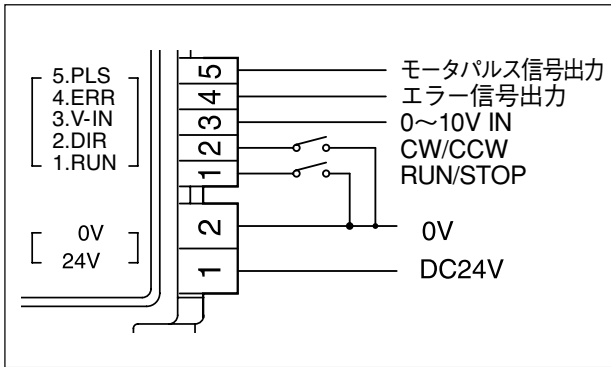 5.PLS
4.ERR
3.V-IN
2.DIR
1.RUN
0V
24V
5
4
3
2
1
2
1
モータパルス信号出力
エラー信号出力
0～10V IN
CW/CCW
RUN/STOP
0V
DC24V